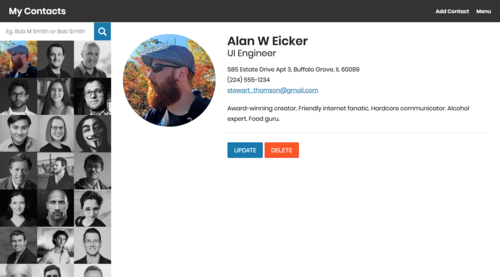 My Contacts
Add Contact
Menu
Eg. Bob M Smith or Bob Smith
Alan W Eicker
UI Engineer
585 Estate Drive Apt 3, Buffalo Grove, IL 60089
(224) 555-1234
stewart_thomson@gmail.com
Award-winning creator. Friendly internet fanatic. Hardcore communicator. Alcohol
expert. Food guru.
UPDATE
DELETE